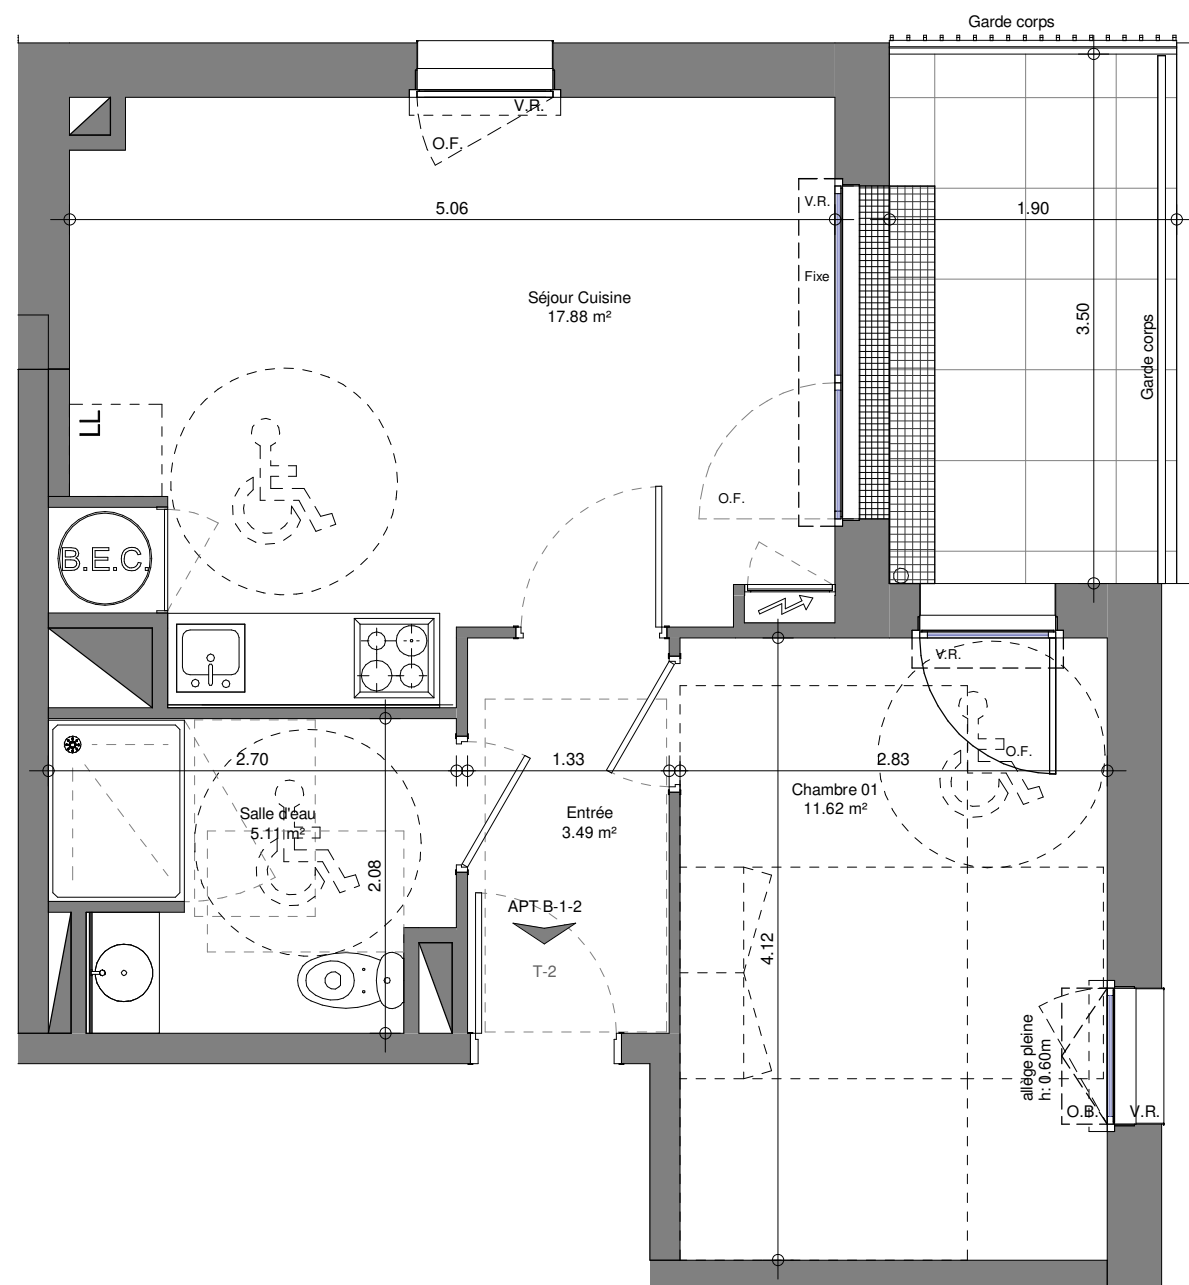 Garde corps
V.R.
O.F.
5.06
V.R.
1.90
Fixe
Séjour Cuisine
17.88 m²
3.50
Garde corps
LL
O.F.
B.E.C.
V.R.
O.F.
2.70
1.33
2.83
Chambre 01
11.62 m²
Salle d'eau
5.11 m²
Entrée
3.49 m²
2.08
APT B-1-2
T-2
4.12
allège pleine
h: 0.60m
O.B.
V.R.